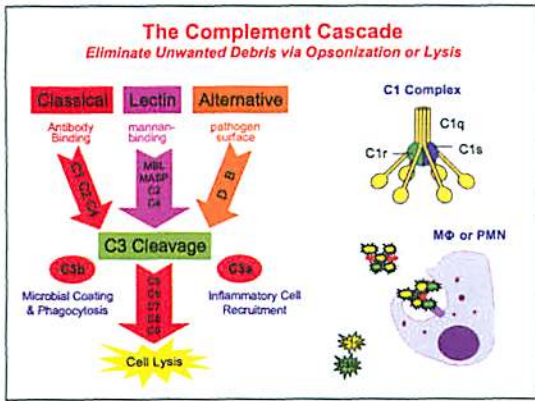 The Complement Cascade
Eliminate Unwanted Debris via Opsonization or Lysis
Classical
Lectin
Alternative
Antibody
Binding
mannan-
binding
pathogen
surface
C1 C2 C4
MBL
MASP
C2
C4
D B
C3 Cleavage
C3b
C3a
Microbial Coating
& Phagocytosis
Inflammatory Cell
Recruitment
C5
C6
C7
C8
C9
Cell Lysis
C1 Complex
C1q
C1r
C1s
MΦ or PMN